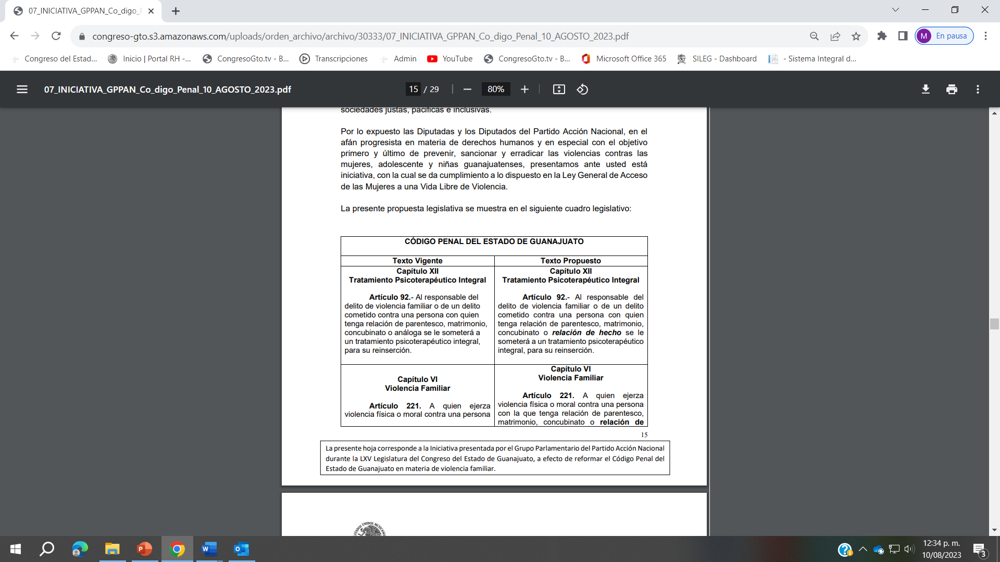 07_INICIATIVA_GPPAN_Co_digo_F
congreso-gto.s3.amazonaws.com/uploads/orden_archivo/archivo/30333/07_INICIATIVA_GPPAN_Co_digo_Penal_10_AGOSTO_2023.pdf
M En pausa
Congreso del Estad...
Inicio | Portal RH -...
CongresoGto.tv - B...
Transcripciones
Admin
YouTube
CongresoGto.tv - B...
Microsoft Office 365
SILEG - Dashboard
- Sistema Integral d...
07_INICIATIVA_GPPAN_Co_digo_Penal_10_AGOSTO_2023.pdf
15 / 29
80%
sociedades justas, pacíficas e inclusivas.
Por lo expuesto las Diputadas y los Diputados del Partido Acción Nacional, en el
afán progresista en materia de derechos humanos y en especial con el objetivo
primero y último de prevenir, sancionar y erradicar las violencias contras las
mujeres, adolescente y niñas guanajuatenses, presentamos ante usted está
iniciativa, con la cual se da cumplimiento a lo dispuesto en la Ley General de Acceso
de las Mujeres a una Vida Libre de Violencia.
La presente propuesta legislativa se muestra en el siguiente cuadro legislativo:
CÓDIGO PENAL DEL ESTADO DE GUANAJUATO
Texto Vigente
Texto Propuesto
Capítulo XII
Tratamiento Psicoterapéutico Integral
Artículo 92.- Al responsable del
delito de violencia familiar o de un delito
cometido contra una persona con quien
tenga relación de parentesco, matrimonio,
concubinato o análoga se le someterá a
un tratamiento psicoterapéutico integral,
para su reinserción.
Capítulo XII
Tratamiento Psicoterapéutico Integral
Artículo 92.- Al responsable del
delito de violencia familiar o de un delito
cometido contra una persona con quien
tenga relación de parentesco, matrimonio,
concubinato o relación de hecho se le
someterá a un tratamiento psicoterapéutico
integral, para su reinserción.
Capítulo VI
Violencia Familiar
Artículo 221. A quien ejerza
violencia física o moral contra una persona
Capítulo VI
Violencia Familiar
Artículo 221. A quien ejerza
violencia física o moral contra una persona
con la que tenga relación de parentesco,
matrimonio, concubinato o relación de
15
La presente hoja corresponde a la Iniciativa presentada por el Grupo Parlamentario del Partido Acción Nacional
durante la LXV Legislatura del Congreso del Estado de Guanajuato, a efecto de reformar el Código Penal del
Estado de Guanajuato en materia de violencia familiar.
ESTADOS UNIDOS MEXICANOS
12:34 p. m.
10/08/2023
3